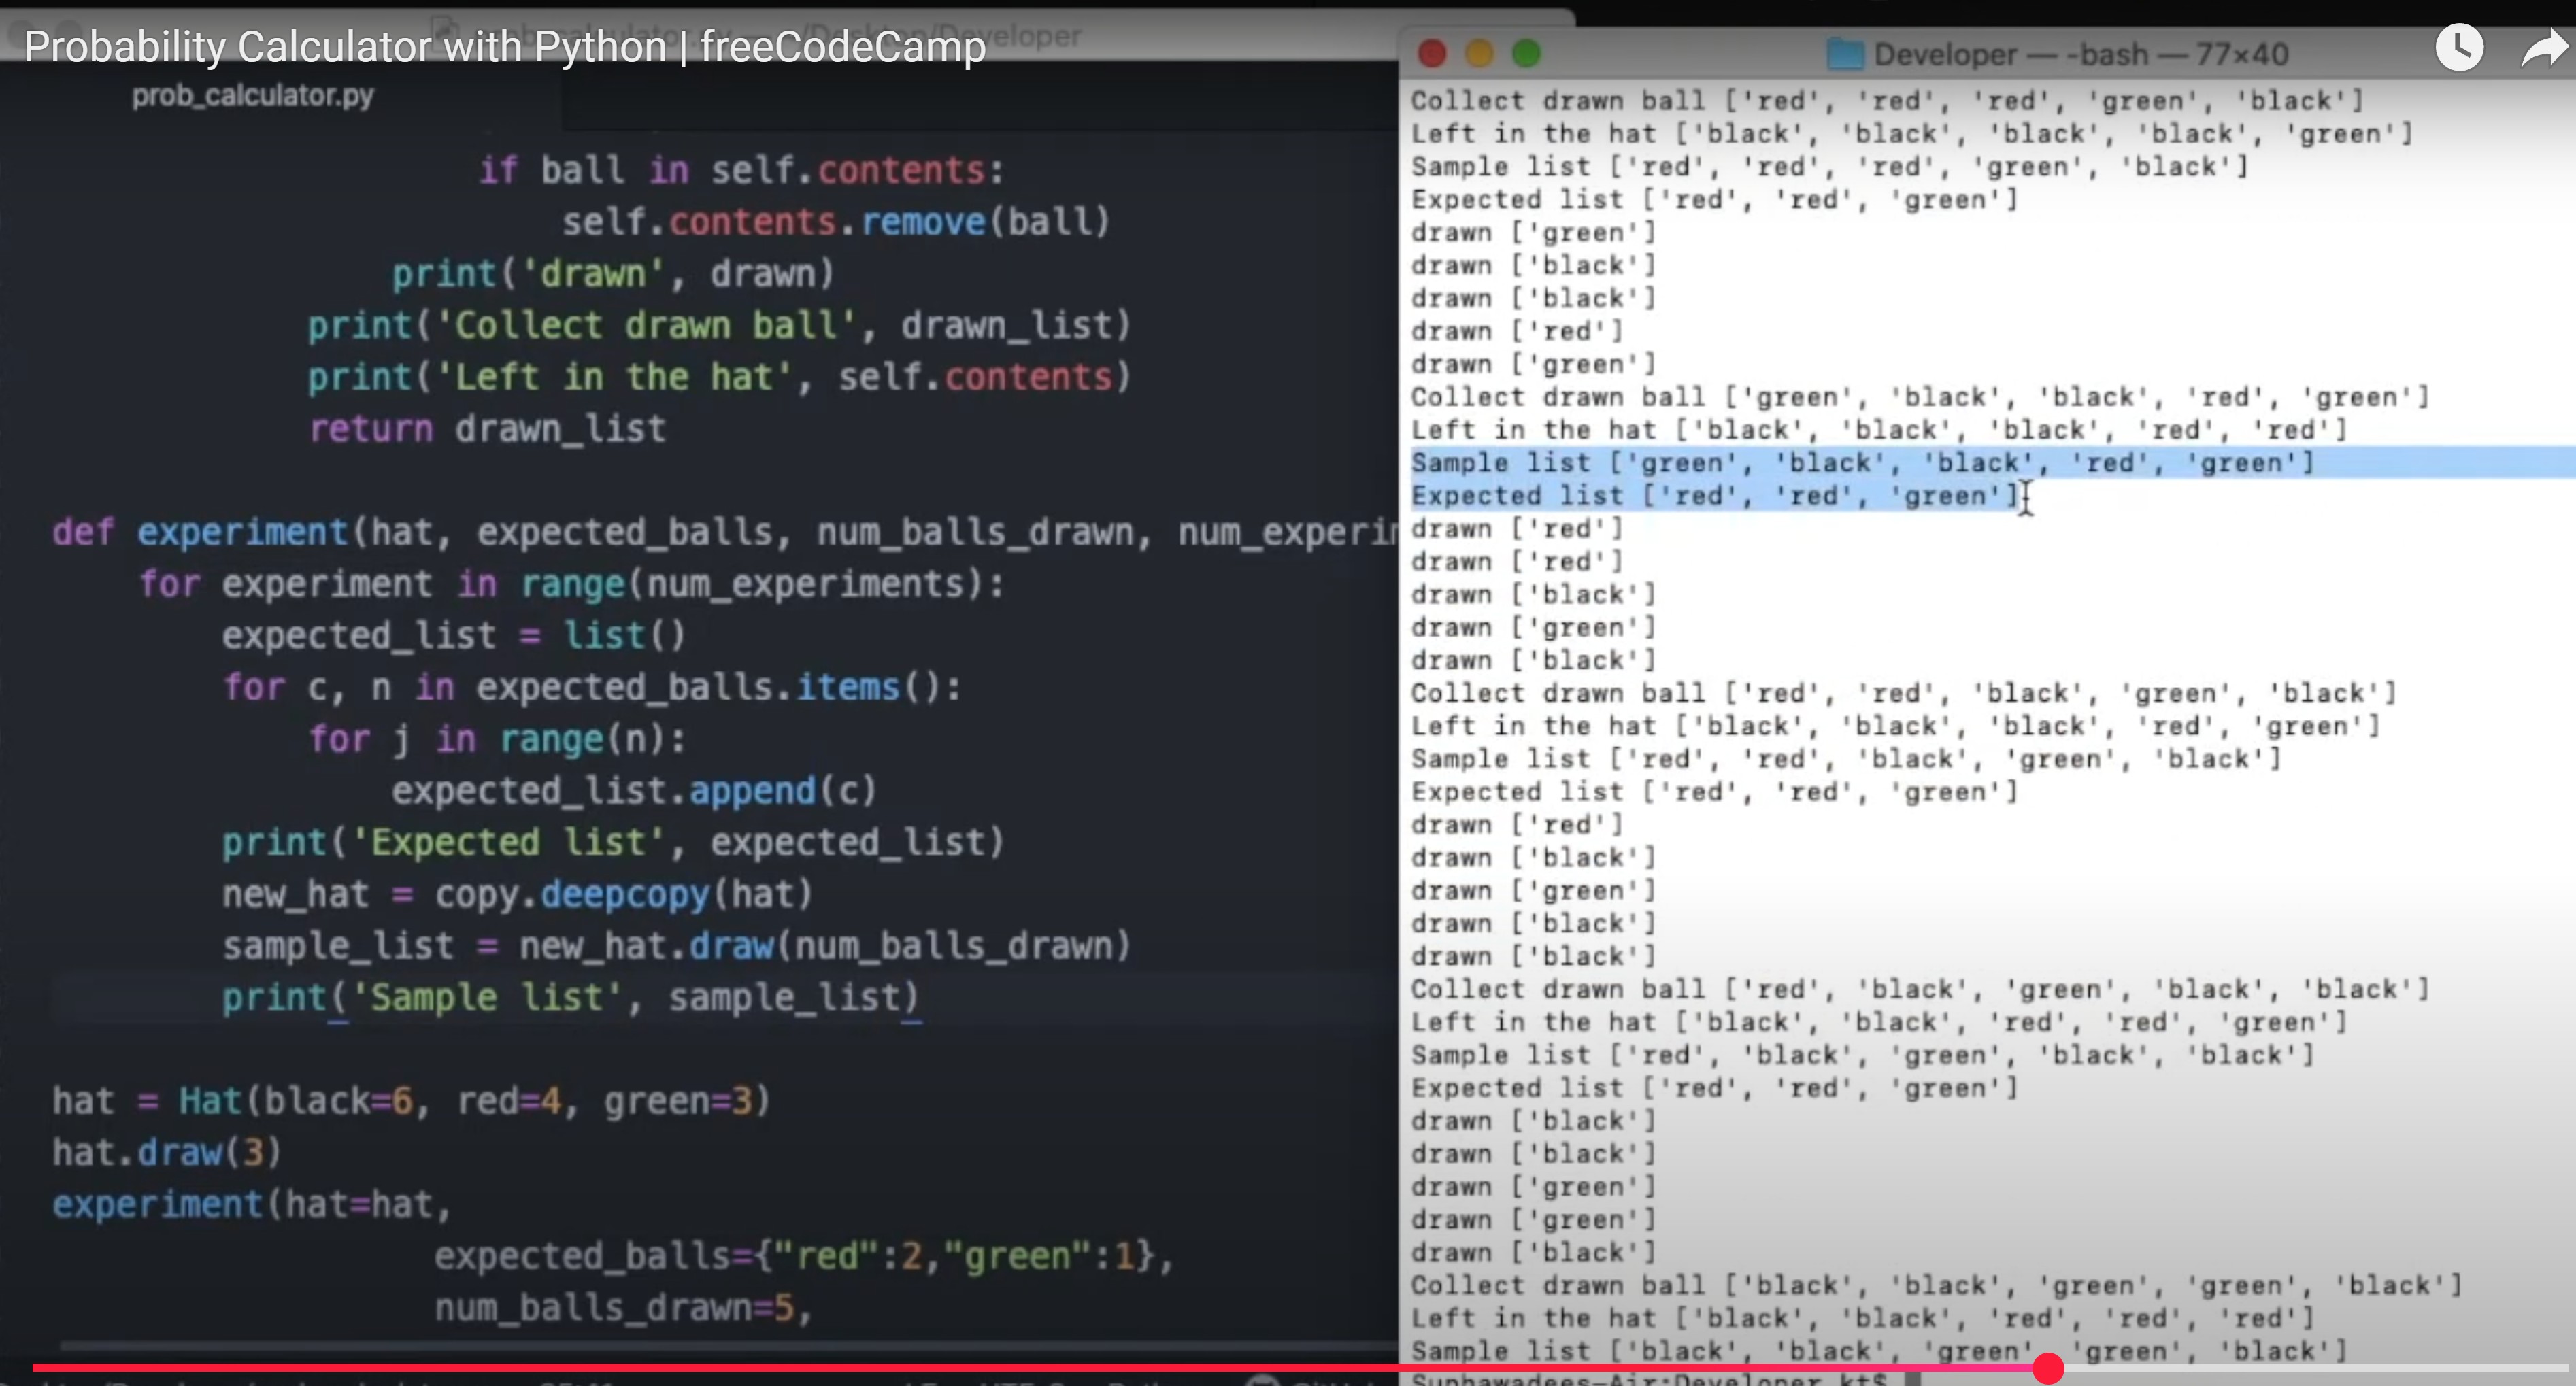 Probability Calculator with Python | freeCodeCamp
prob_calculator.py
if ball in self.contents:
self.contents.remove(ball)
print('drawn', drawn)
print('Collect drawn ball', drawn_list)
print('Left in the hat', self.contents)
return drawn_list
def experiment(hat, expected_balls, num_balls_drawn, num_experim
for experiment in range(num_experiments):
expected_list = list()
for c, n in expected_balls.items():
for j in range(n):
expected_list.append(c)
print('Expected list', expected_list)
new_hat = copy.deepcopy(hat)
sample_list = new_hat.draw(num_balls_drawn)
print('Sample list', sample_list)
hat = Hat(black=6, red=4, green=3)
hat.draw(3)
experiment(hat=hat,
expected_balls={"red":2,"green":1},
num_balls_drawn=5,
Developer — -bash — 77×40
Collect drawn ball ['red', 'red', 'red', 'green', 'black']
Left in the hat ['black', 'black', 'black', 'black', 'green']
Sample list ['red', 'red', 'red', 'green', 'black']
Expected list ['red', 'red', 'green']
drawn ['green']
drawn ['black']
drawn ['black']
drawn ['red']
drawn ['green']
Collect drawn ball ['green', 'black', 'black', 'red', 'green']
Left in the hat ['black', 'black', 'black', 'red', 'red']
Sample list ['green', 'black', 'black', 'red', 'green']
Expected list ['red', 'red', 'green']
drawn ['red']
drawn ['red']
drawn ['black']
drawn ['green']
drawn ['black']
Collect drawn ball ['red', 'red', 'black', 'green', 'black']
Left in the hat ['black', 'black', 'black', 'red', 'green']
Sample list ['red', 'red', 'black', 'green', 'black']
Expected list ['red', 'red', 'green']
drawn ['red']
drawn ['black']
drawn ['green']
drawn ['black']
drawn ['black']
Collect drawn ball ['red', 'black', 'green', 'black', 'black']
Left in the hat ['black', 'black', 'red', 'red', 'green']
Sample list ['red', 'black', 'green', 'black', 'black']
Expected list ['red', 'red', 'green']
drawn ['black']
drawn ['black']
drawn ['green']
drawn ['green']
drawn ['black']
Collect drawn ball ['black', 'black', 'green', 'green', 'black']
Left in the hat ['black', 'black', 'red', 'red', 'red']
Sample list ['black', 'black', 'green', 'green', 'black']
Suphawadees-Air:Developer kt$